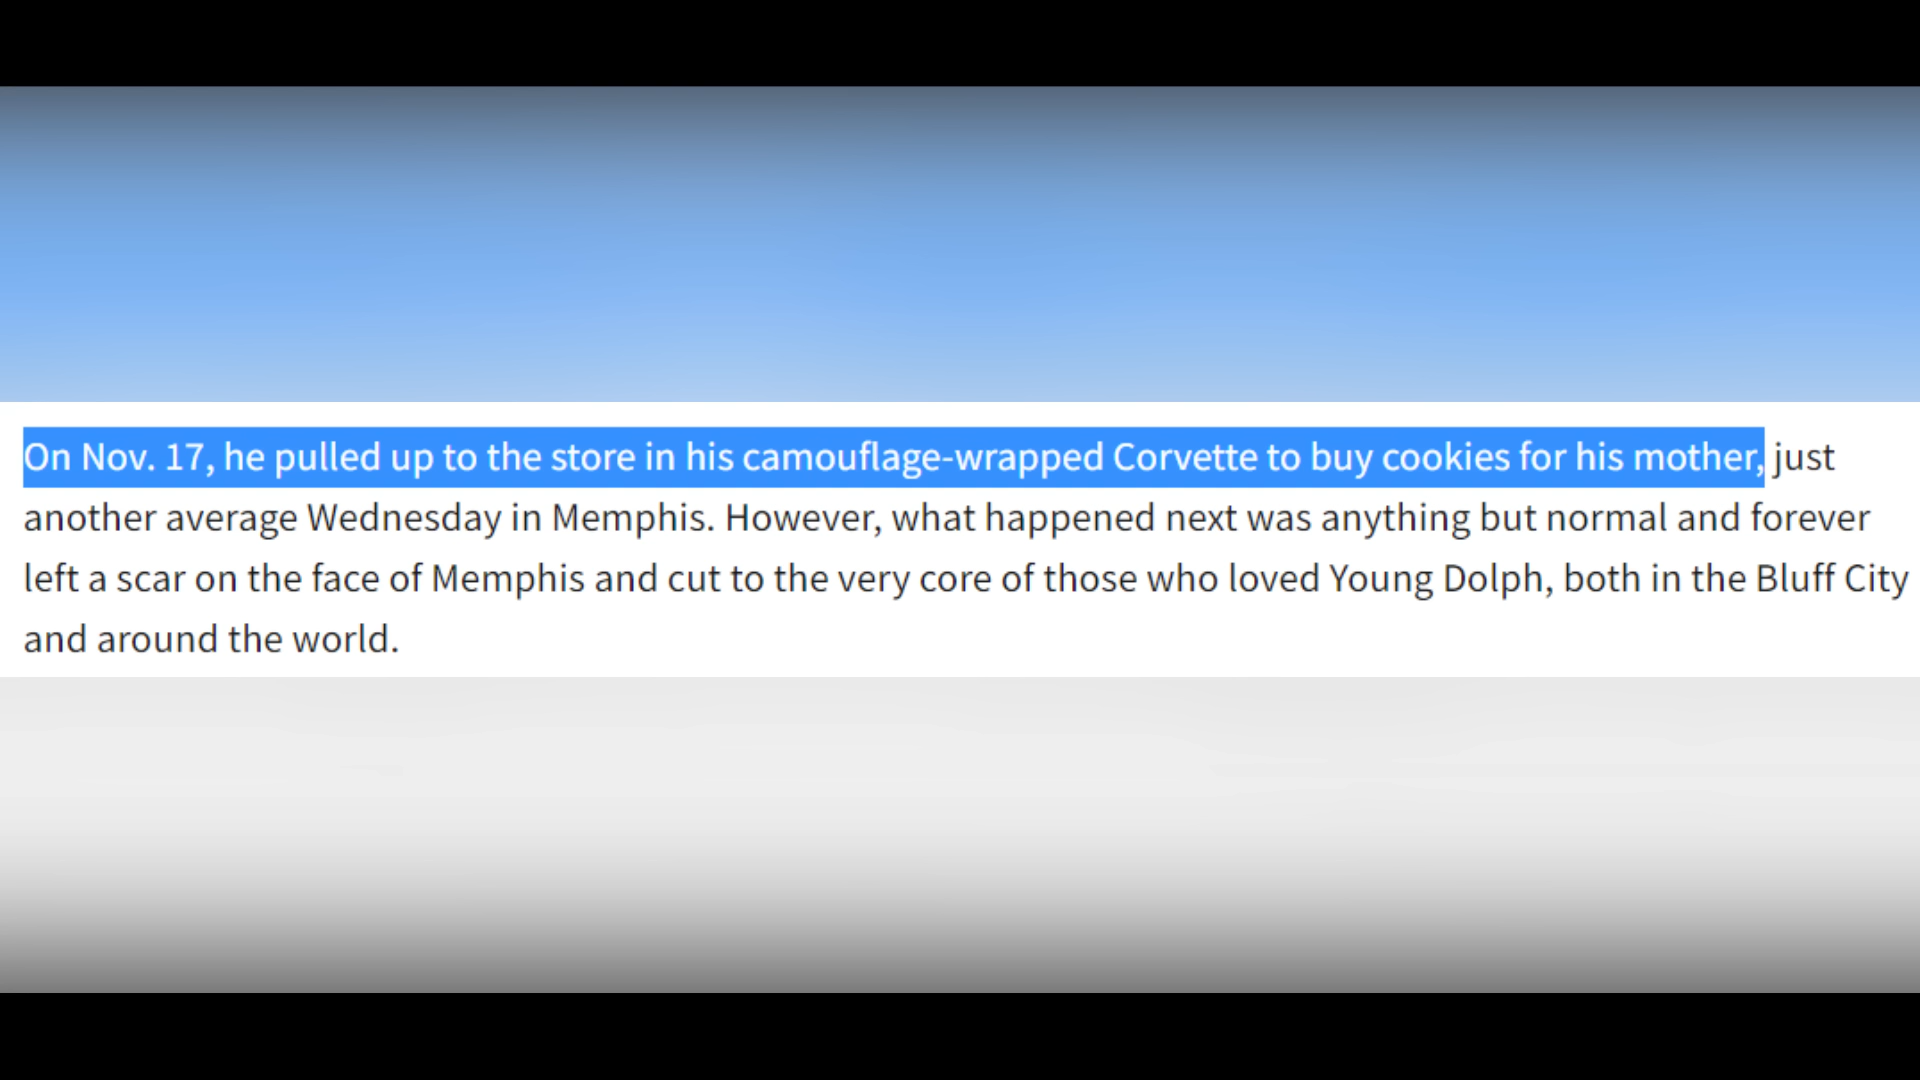 On Nov. 17, he pulled up to the store in his camouflage-wrapped Corvette to buy cookies for his mother, just
another average Wednesday in Memphis. However, what happened next was anything but normal and forever
left a scar on the face of Memphis and cut to the very core of those who loved Young Dolph, both in the Bluff City
and around the world.